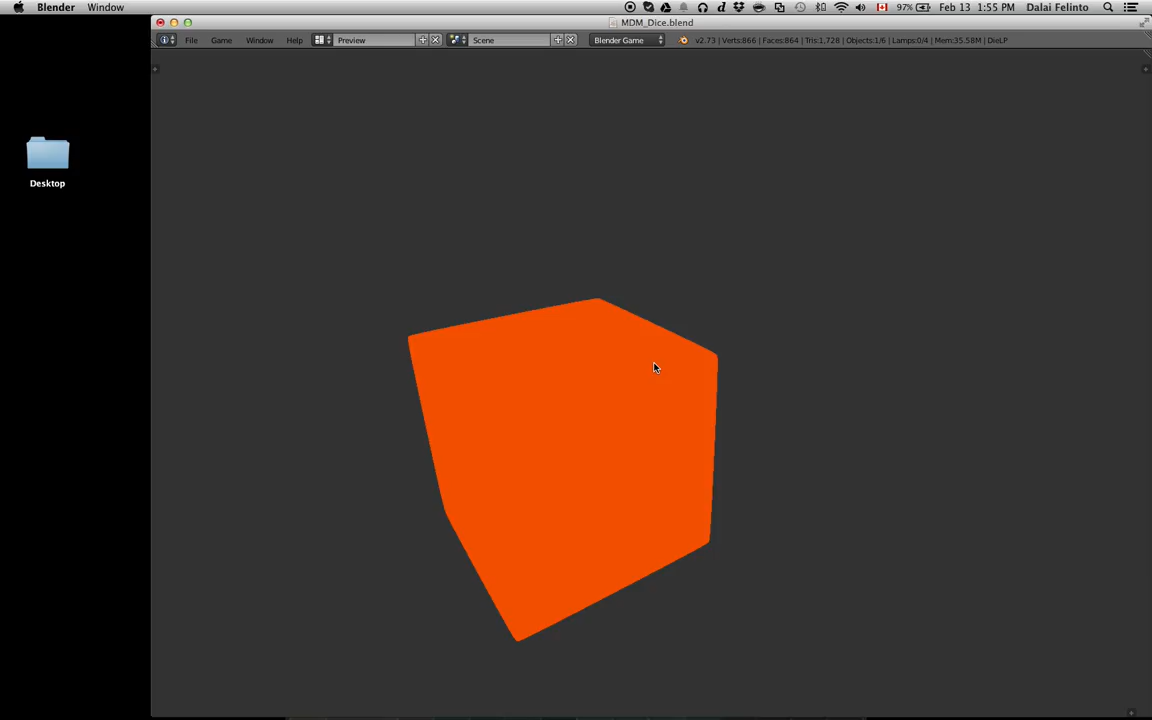 Blender Window 97% Feb 13 1:55 PM Dalai Felinto
MDM_Dice.blend
File Game Window Help Preview Scene Blender Game v2.73 | Verts:866 | Faces:864 | Tris:1,728 | Objects:1/6 | Lamps:0/4 | Mem:35.58M | DieLP
Desktop